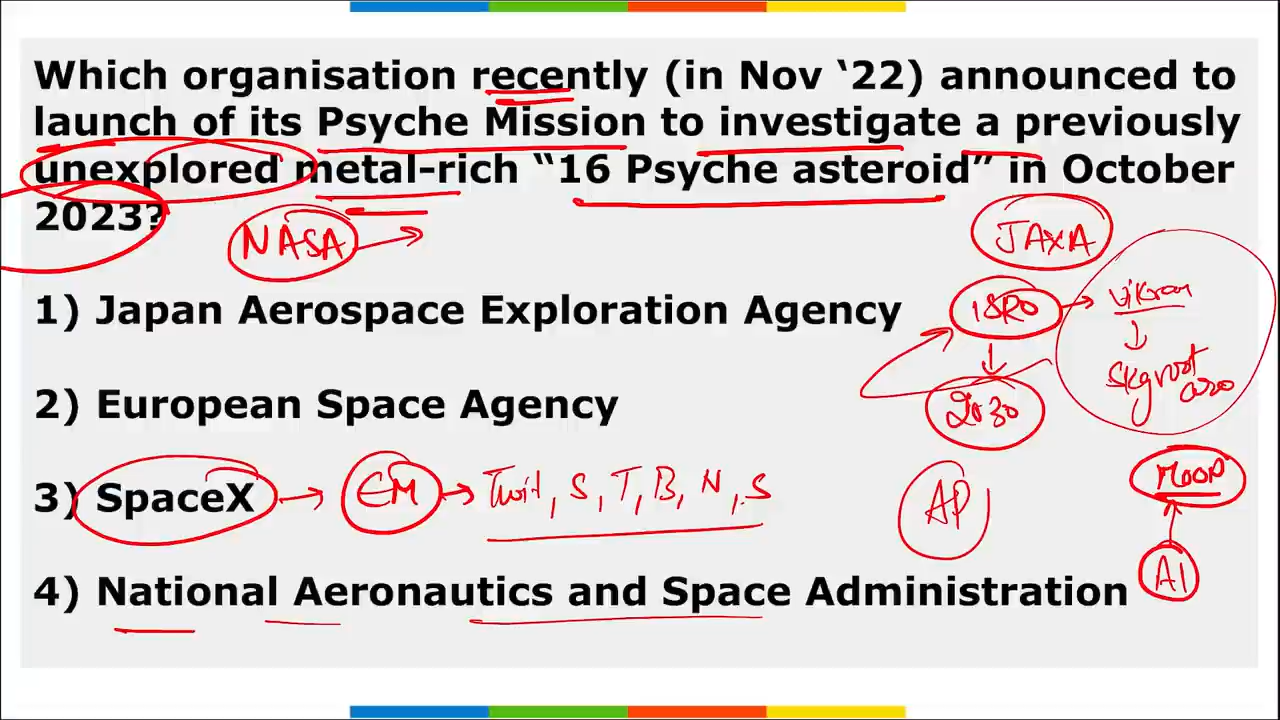 Which organisation recently (in Nov ‘22) announced to
launch of its Psyche Mission to investigate a previously
unexplored metal-rich “16 Psyche asteroid” in October
2023?
NASA
JAXA
1) Japan Aerospace Exploration Agency
ISRO
Vikram
2030
2) European Space Agency
3) SpaceX
EM
Twit, S, T, B, N, S
AP
4) National Aeronautics and Space Administration
AI